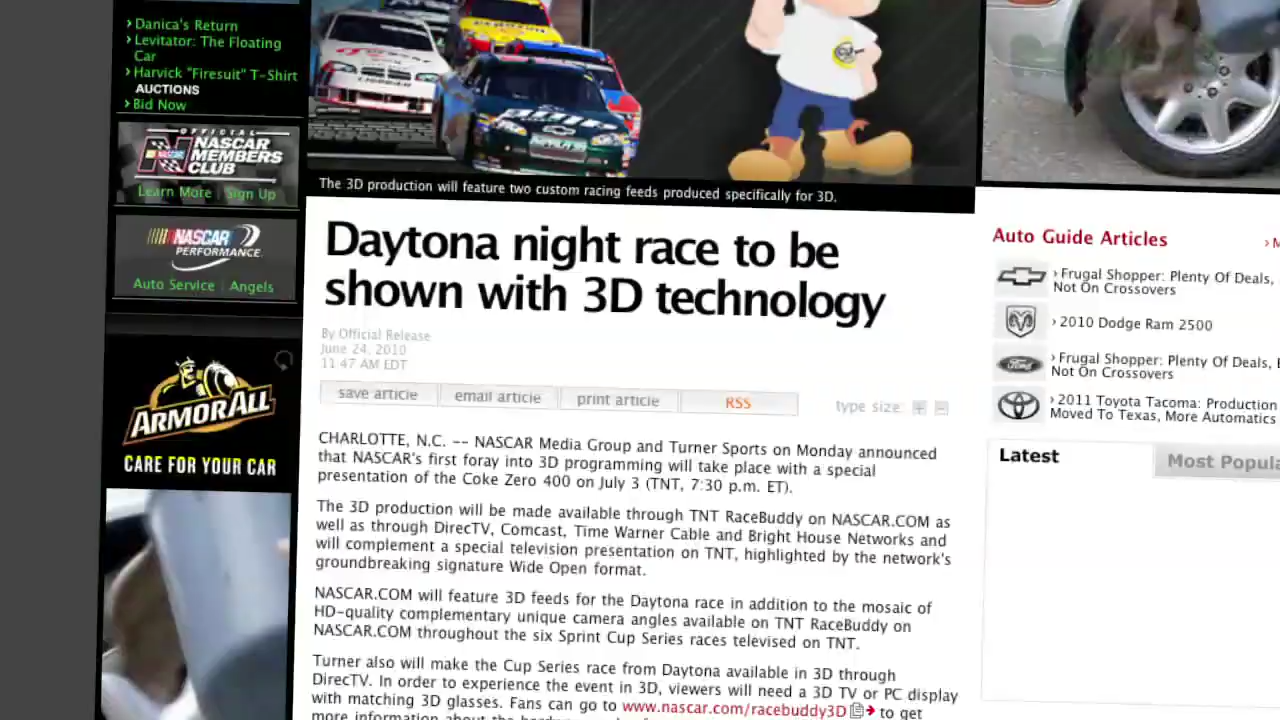 › Danica's Return
› Levitator: The Floating
Car
› Harvick "Firesuit" T-Shirt
AUCTIONS
› Bid Now
OFFICIAL
NASCAR
MEMBERS
CLUB
Learn More | Sign Up
NASCAR
PERFORMANCE
Auto Service | Angels
ARMOR ALL
CARE FOR YOUR CAR
The 3D production will feature two custom racing feeds produced specifically for 3D.
Daytona night race to be
shown with 3D technology
By Official Release
June 24, 2010
11:47 AM EDT
save article
email article
print article
RSS
type size + −
CHARLOTTE, N.C. -- NASCAR Media Group and Turner Sports on Monday announced
that NASCAR's first foray into 3D programming will take place with a special
presentation of the Coke Zero 400 on July 3 (TNT, 7:30 p.m. ET).
The 3D production will be made available through TNT RaceBuddy on NASCAR.COM as
well as through DirecTV, Comcast, Time Warner Cable and Bright House Networks and
will complement a special television presentation on TNT, highlighted by the network's
groundbreaking signature Wide Open format.
NASCAR.COM will feature 3D feeds for the Daytona race in addition to the mosaic of
HD-quality complementary unique camera angles available on TNT RaceBuddy on
NASCAR.COM throughout the six Sprint Cup Series races televised on TNT.
Turner also will make the Cup Series race from Daytona available in 3D through
DirecTV. In order to experience the event in 3D, viewers will need a 3D TV or PC display
with matching 3D glasses. Fans can go to www.nascar.com/racebuddy3D to get
more information about the
Auto Guide Articles
› Frugal Shopper: Plenty Of Deals,
Not On Crossovers
› 2010 Dodge Ram 2500
Ford
› Frugal Shopper: Plenty Of Deals,
Not On Crossovers
› 2011 Toyota Tacoma: Production
Moved To Texas, More Automatics
Latest
Most Popula